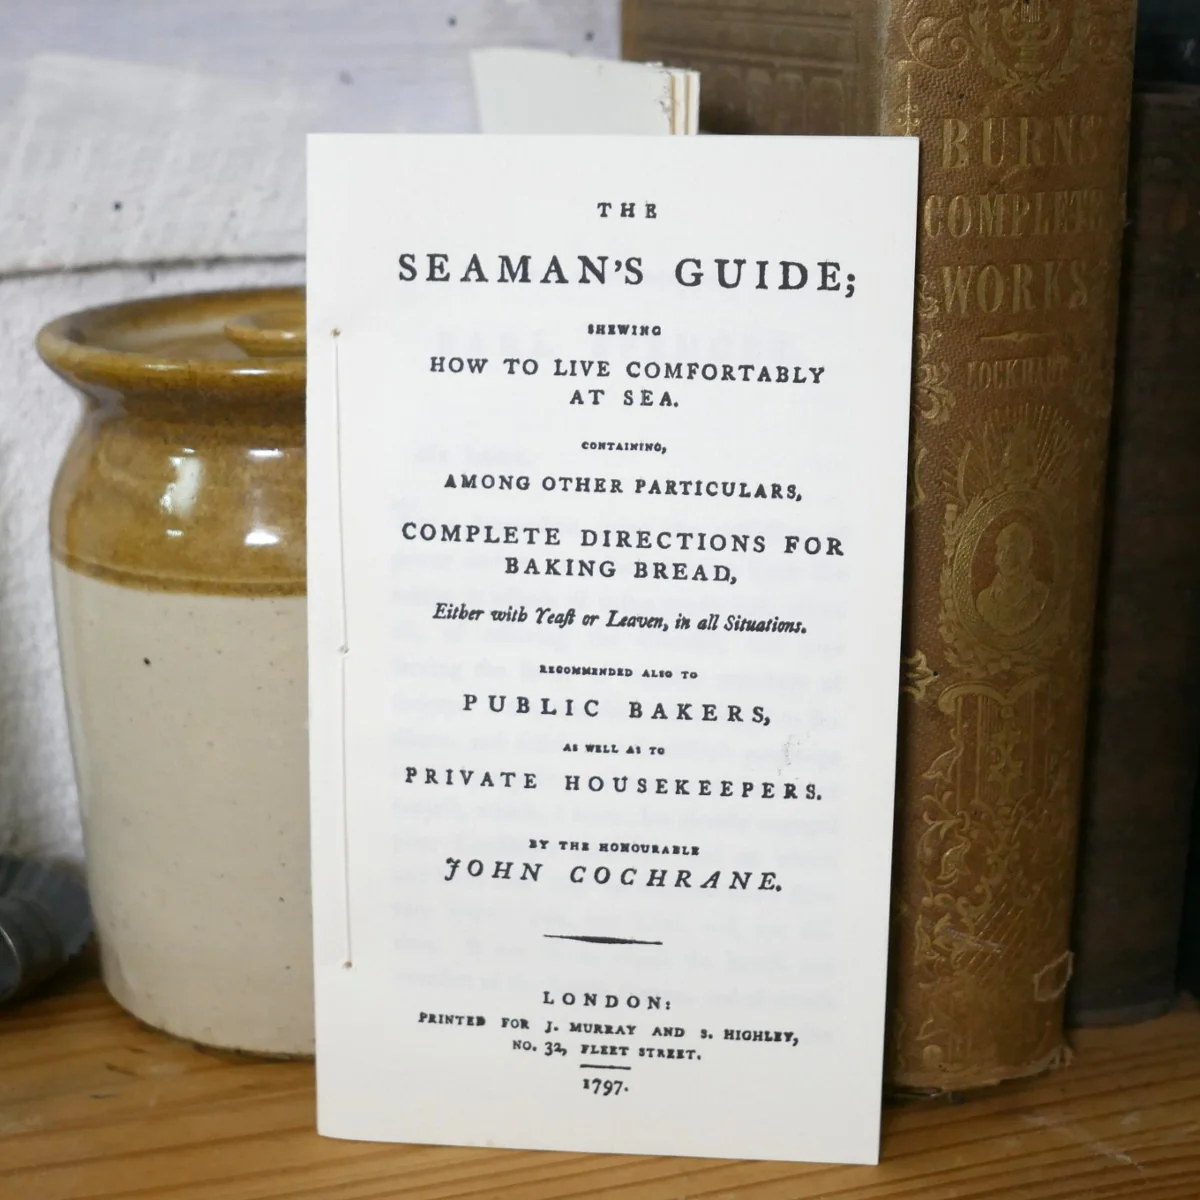 THE
SEAMAN'S GUIDE;
SHEWING
HOW TO LIVE COMFORTABLY
AT SEA.
CONTAINING,
AMONG OTHER PARTICULARS,
COMPLETE DIRECTIONS FOR
BAKING BREAD,
Either with Yeaſt or Leaven, in all Situations.
RECOMMENDED ALSO TO
PUBLIC BAKERS,
AS WELL AS TO
PRIVATE HOUSEKEEPERS.
BY THE HONOURABLE
JOHN COCHRANE.
LONDON:
PRINTED FOR J. MURRAY AND S. HIGHLEY,
NO. 32, FLEET STREET.
1797.
BURNS
COMPLETE
WORKS
LOCKHART